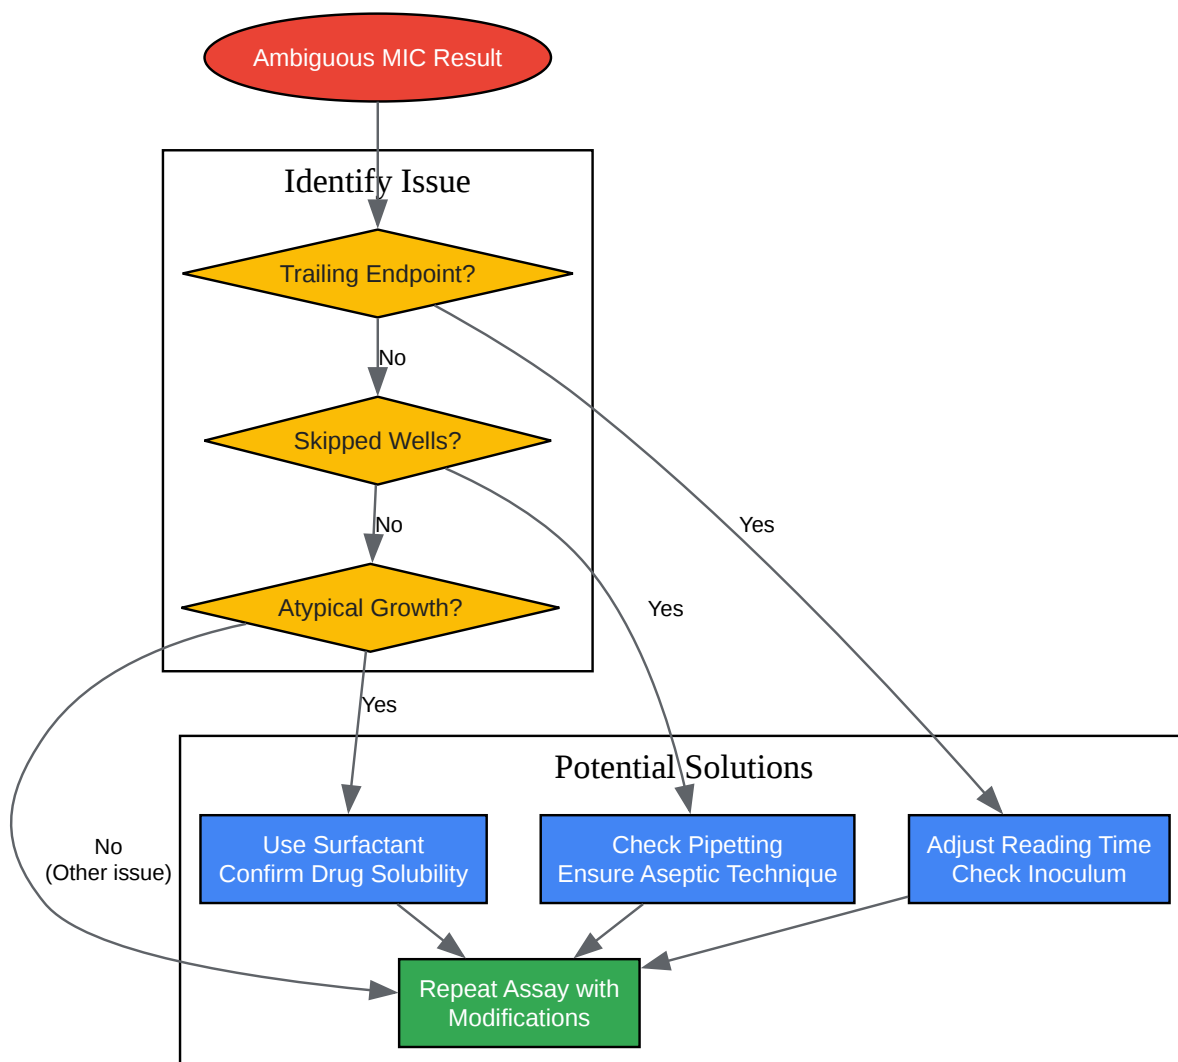 Ambiguous MIC Result
Identify Issue
Trailing Endpoint?
No
Skipped Wells?
Yes
No
Atypical Growth?
Yes
Yes
Potential Solutions
No
(Other issue)
Use Surfactant
Confirm Drug Solubility
Check Pipetting
Ensure Aseptic Technique
Adjust Reading Time
Check Inoculum
Repeat Assay with
Modifications